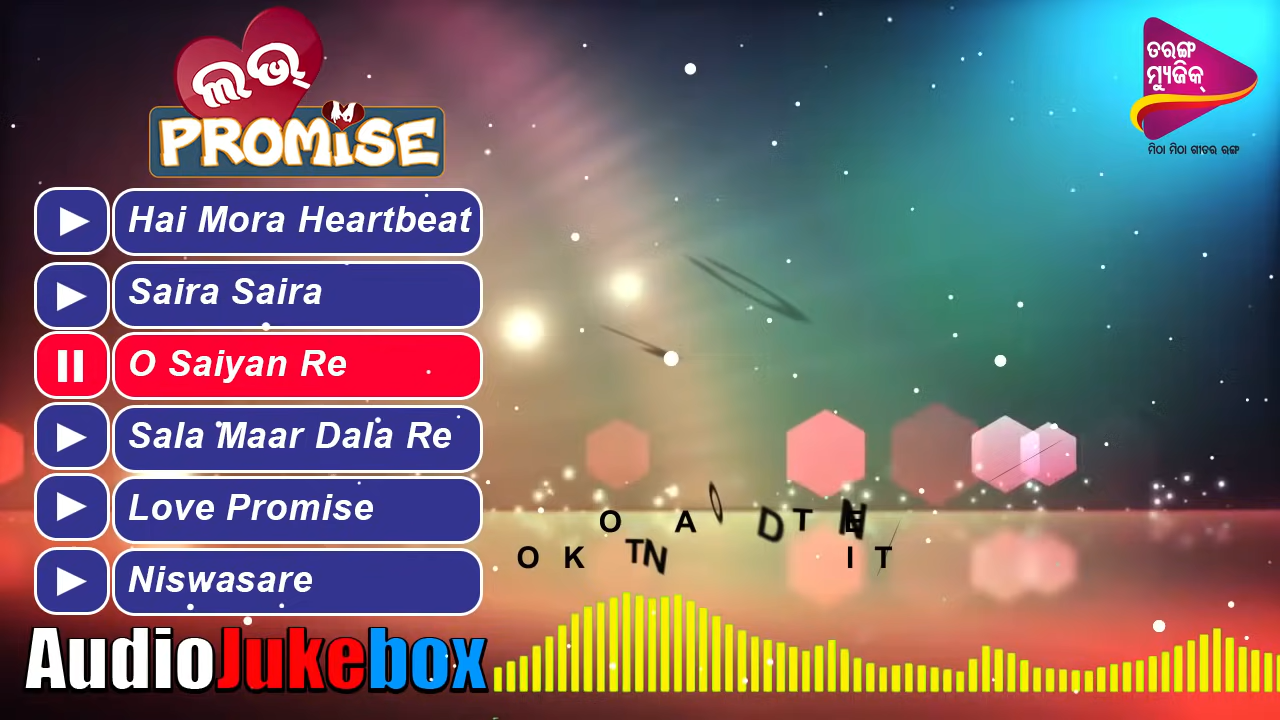 ଲଭ୍
PROMiSE
ତରଙ୍ଗ
ମ୍ୟୁଜିକ୍
ମିଠା ମିଠା ଗୀତର ରଙ୍ଗ
Hai Mora Heartbeat
Saira Saira
O Saiyan Re
Sala Maar Dala Re
Love Promise
Niswasare
AudioJukebox